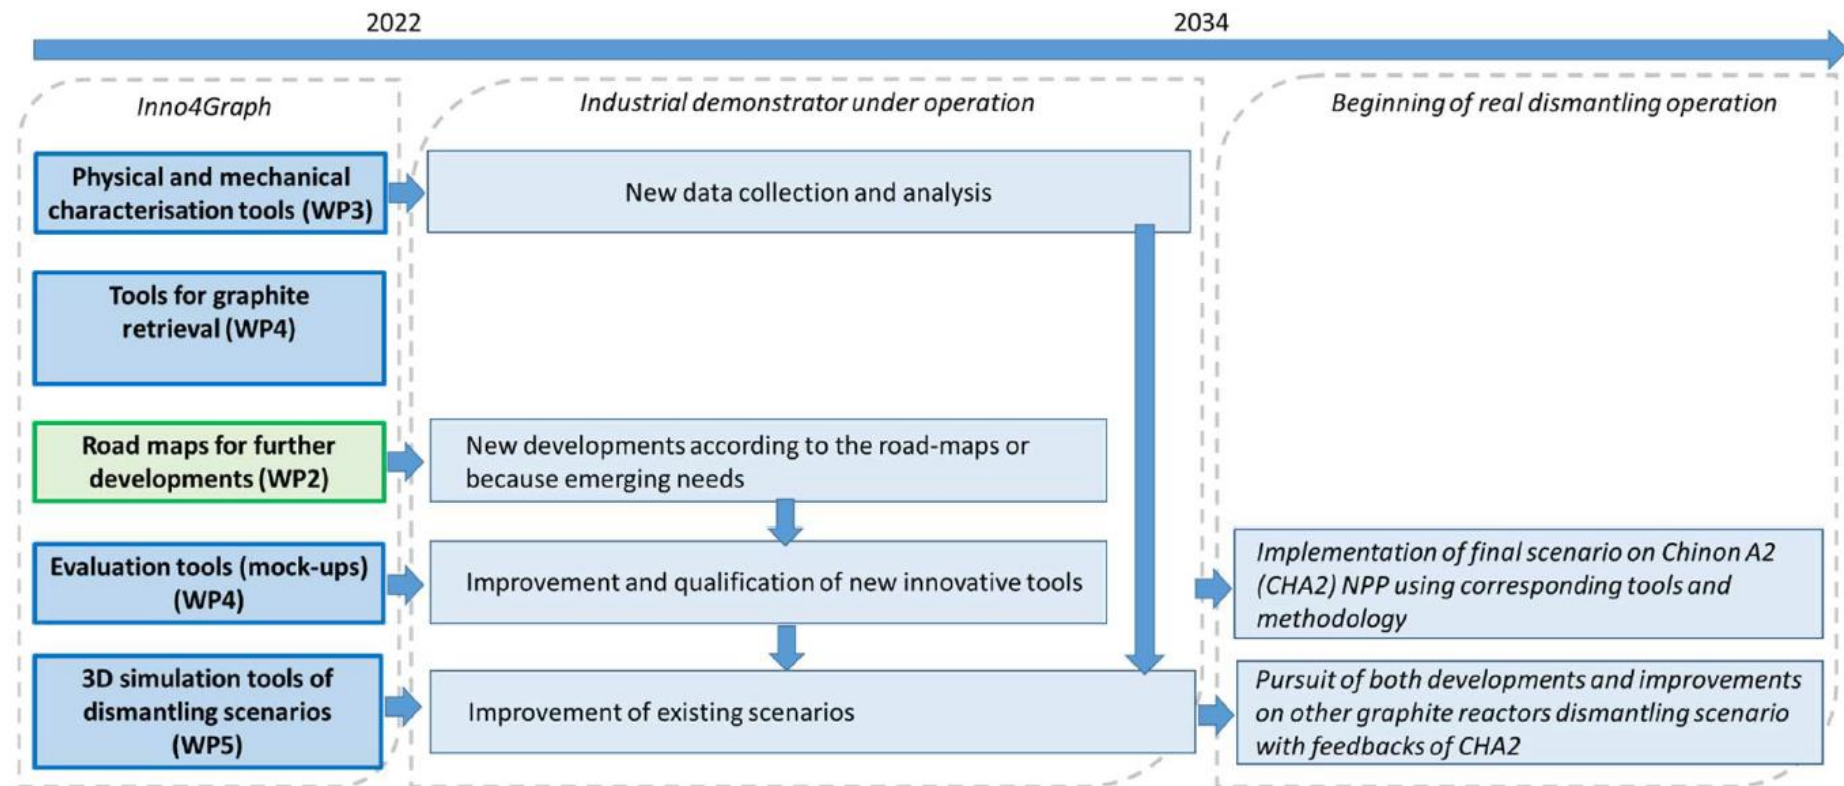 2022
2034
Inno4Graph
Industrial demonstrator under operation
Beginning of real dismantling operation
Physical and mechanical
characterisation tools (WP3)
New data collection and analysis
Tools for graphite
retrieval (WP4)
Road maps for further
developments (WP2)
New developments according to the road-maps or
because emerging needs
Evaluation tools (mock-ups)
(WP4)
Improvement and qualification of new innovative tools
Implementation of final scenario on Chinon A2
(CHA2) NPP using corresponding tools and
methodology
3D simulation tools of
dismantling scenarios
(WP5)
Improvement of existing scenarios
Pursuit of both developments and improvements
on other graphite reactors dismantling scenario
with feedbacks of CHA2